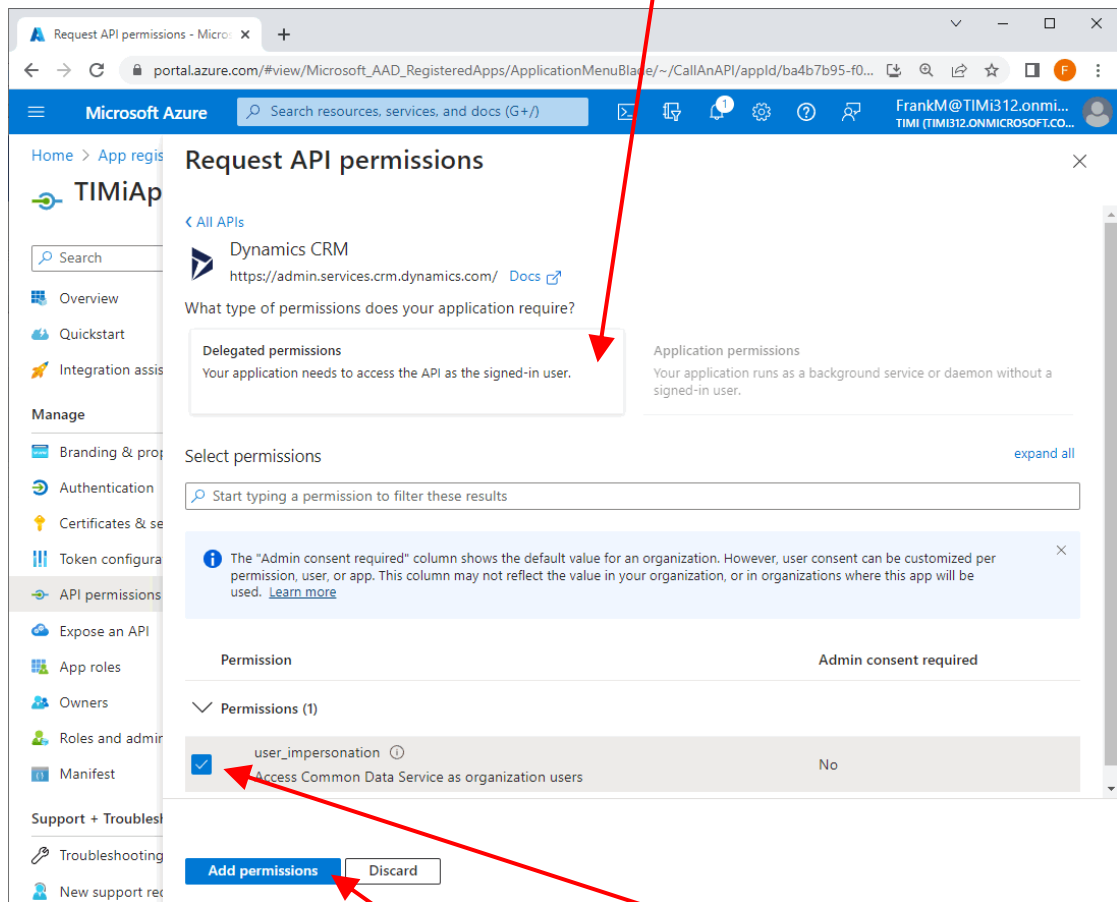 Request API permissions - Micros
portal.azure.com/#view/Microsoft_AAD_RegisteredApps/ApplicationMenuBlade/~/CallAnAPI/appId/ba4b7b95-f0...
F
Microsoft Azure
Search resources, services, and docs (G+/)
1
FrankM@TIMi312.onmi...
TIMI (TIMI312.ONMICROSOFT.CO...
Home > App regis
TIMiAp
Search
Overview
Quickstart
Integration assis
Manage
Branding & prop
Authentication
Certificates & se
Token configura
API permissions
Expose an API
App roles
Owners
Roles and admin
Manifest
Support + Troublesh
Troubleshooting
New support req
Request API permissions
All APIs
Dynamics CRM
https://admin.services.crm.dynamics.com/ Docs
What type of permissions does your application require?
Delegated permissions
Your application needs to access the API as the signed-in user.
Application permissions
Your application runs as a background service or daemon without a
signed-in user.
Select permissions
expand all
Start typing a permission to filter these results
The "Admin consent required" column shows the default value for an organization. However, user consent can be customized per
permission, user, or app. This column may not reflect the value in your organization, or in organizations where this app will be
used. Learn more
Permission Admin consent required
Permissions (1)
user_impersonation
Access Common Data Service as organization users
No
Add permissions Discard